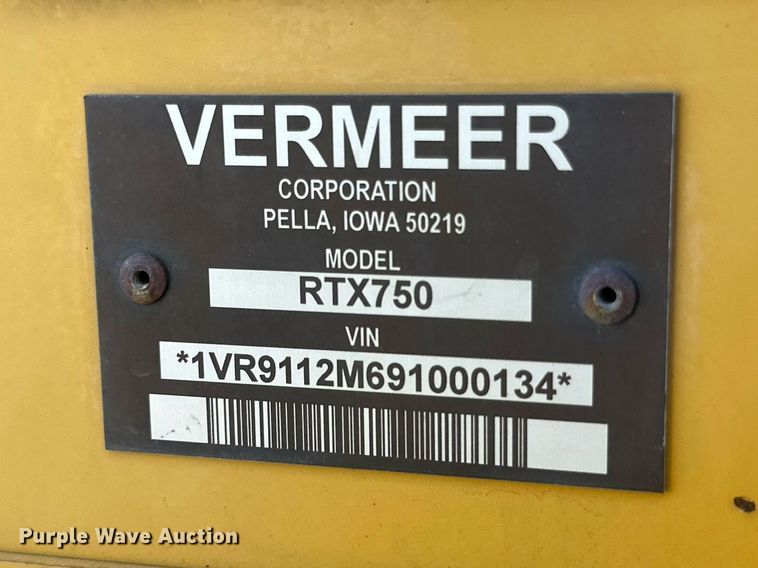 VERMEER
CORPORATION
PELLA, IOWA 50219
MODEL
RTX750
VIN
*1VR9112M691000134*
Purple Wave Auction